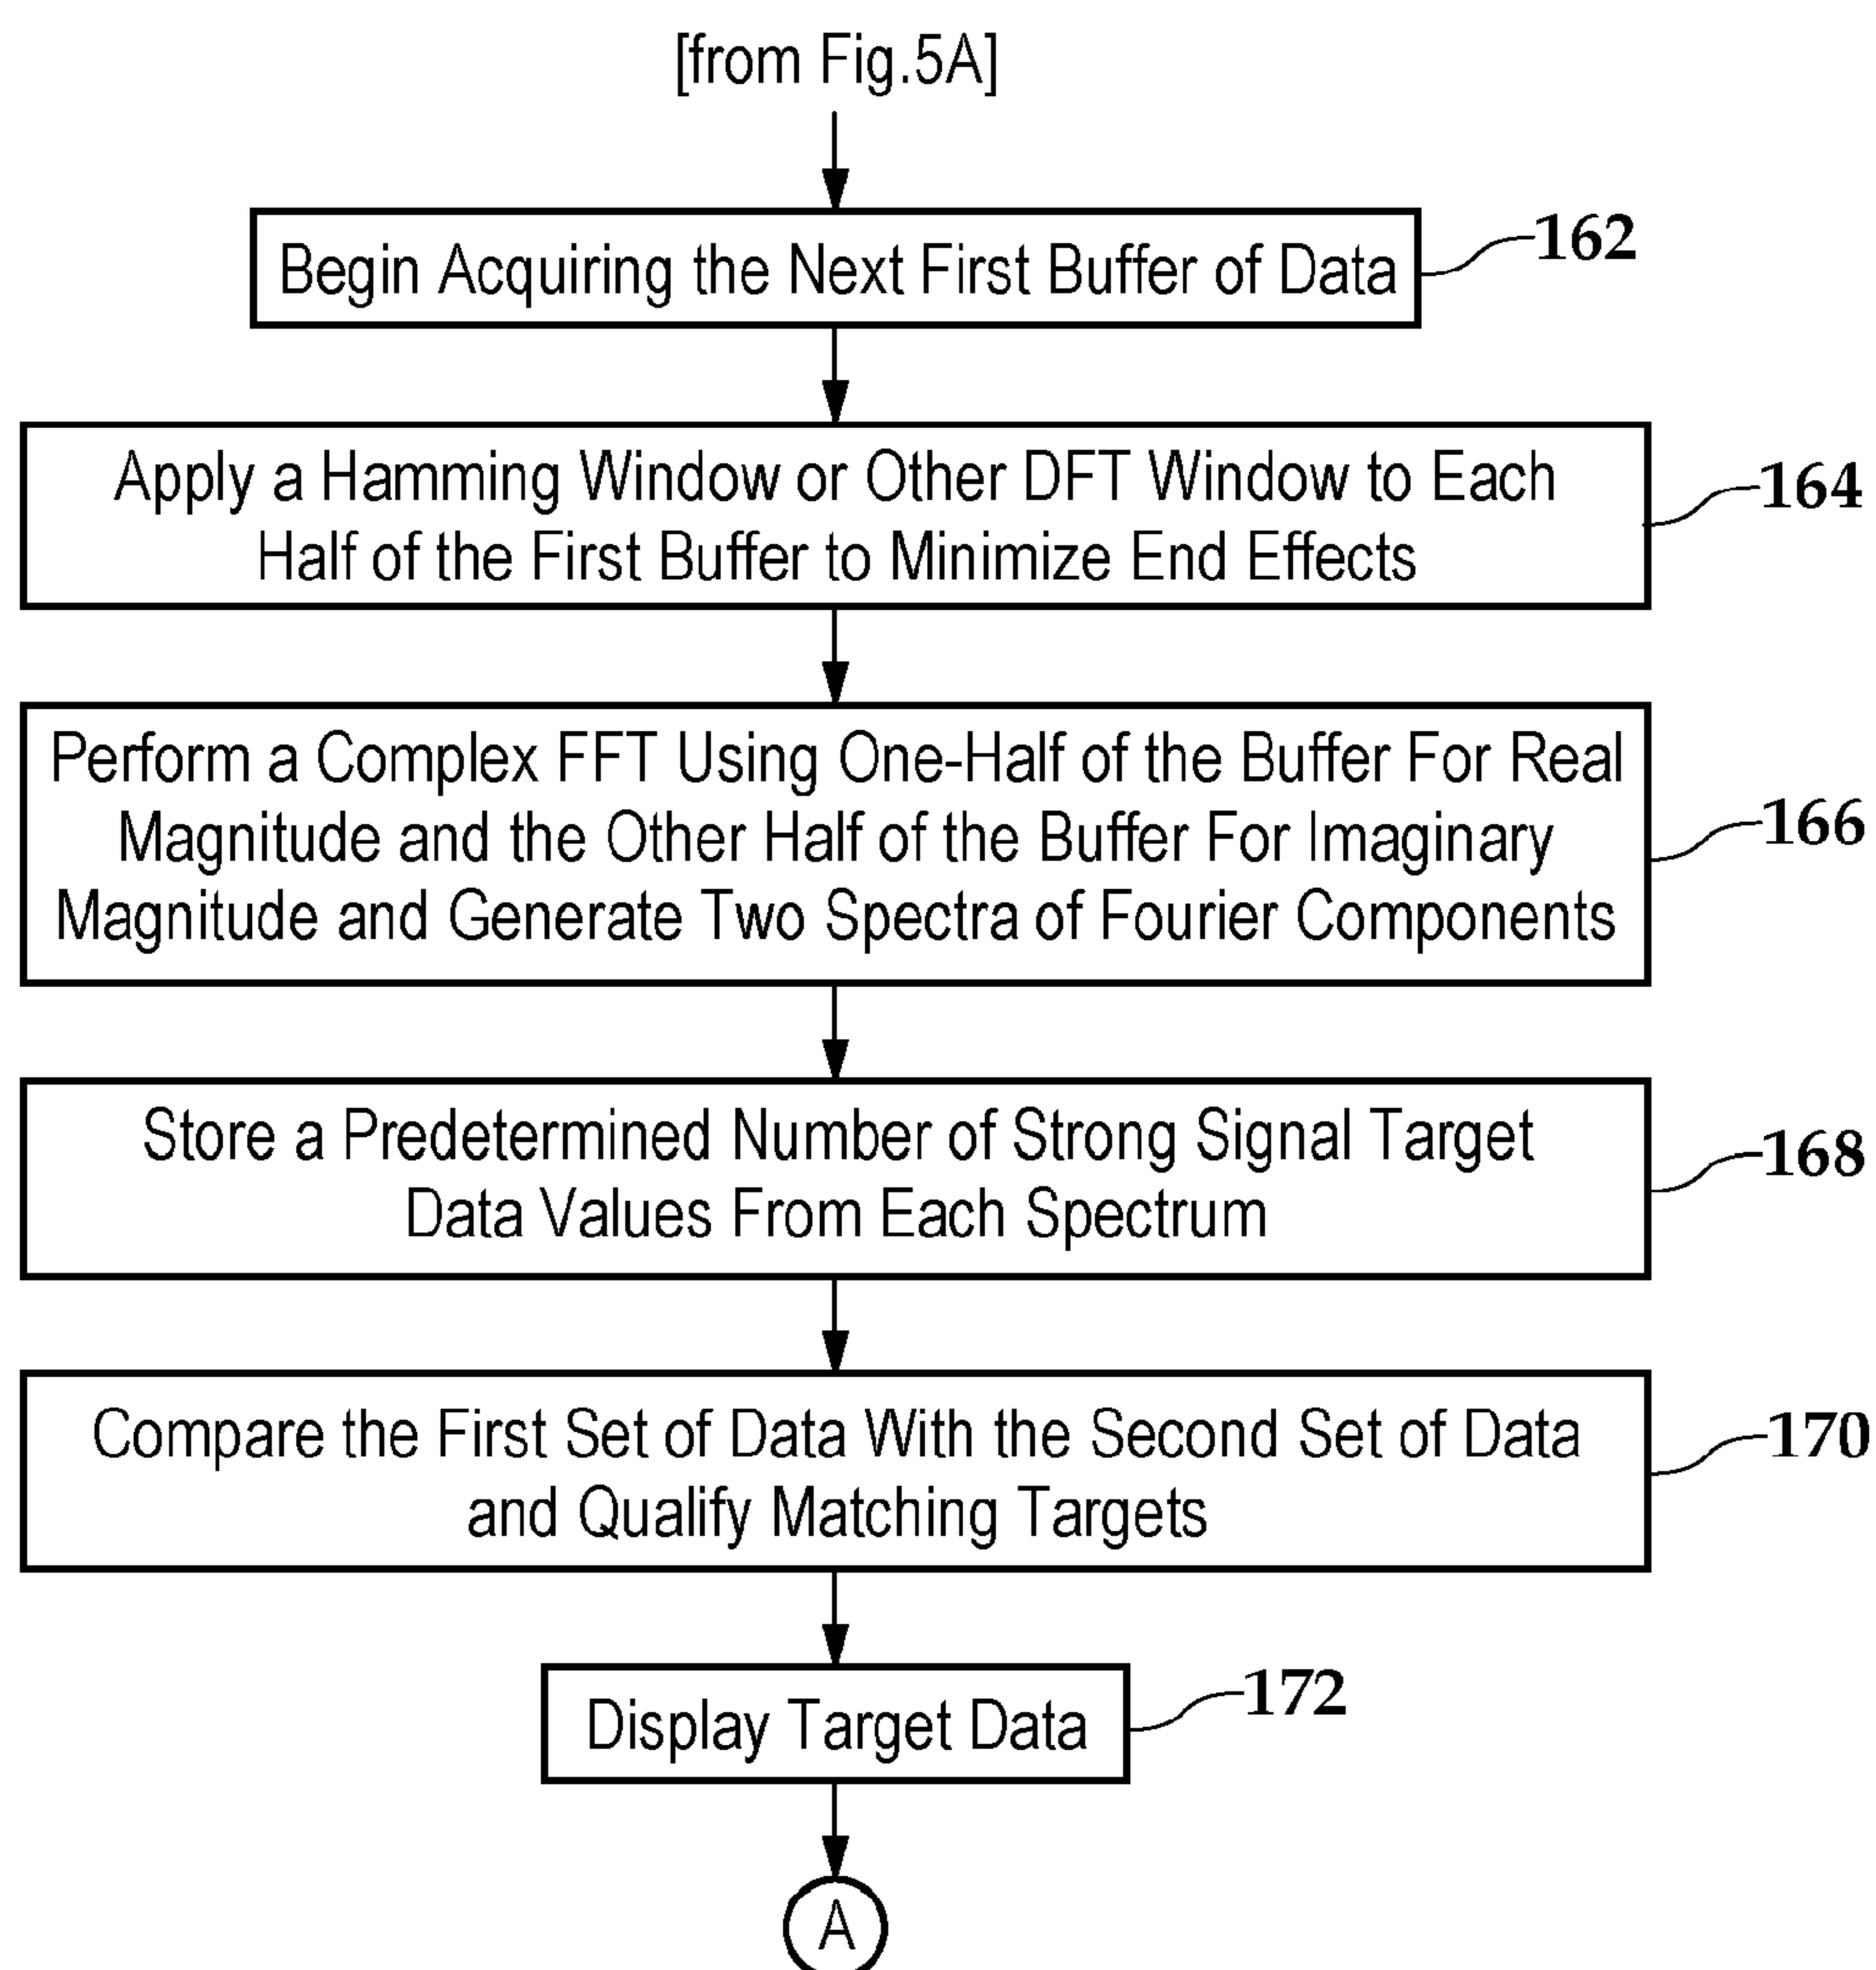 [from Fig.5A]
Begin Acquiring the Next First Buffer of Data
162
Apply a Hamming Window or Other DFT Window to Each
Half of the First Buffer to Minimize End Effects
164
Perform a Complex FFT Using One-Half of the Buffer For Real
Magnitude and the Other Half of the Buffer For Imaginary
Magnitude and Generate Two Spectra of Fourier Components
166
Store a Predetermined Number of Strong Signal Target
Data Values From Each Spectrum
168
Compare the First Set of Data With the Second Set of Data
and Qualify Matching Targets
170
Display Target Data
172
A